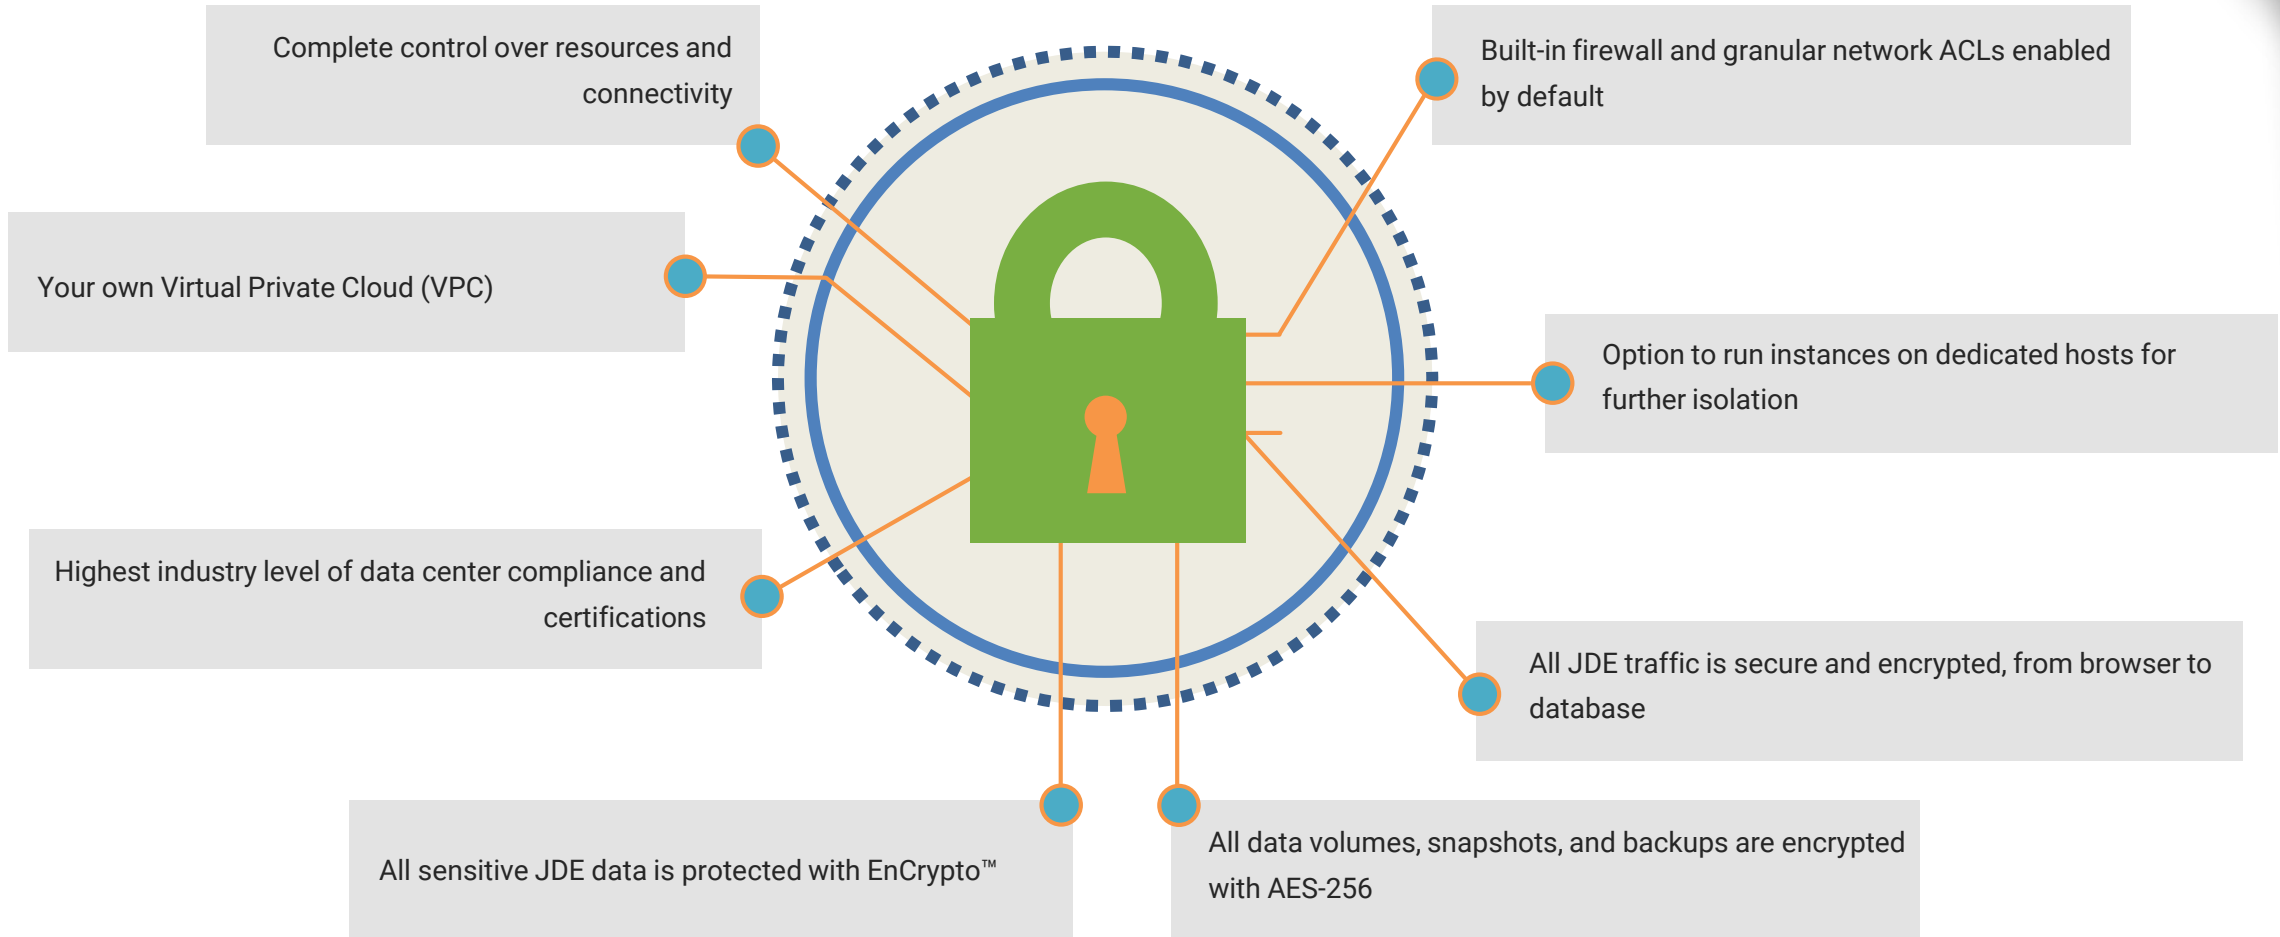 Complete control over resources and
connectivity
Built-in firewall and granular network ACLs enabled
by default
Your own Virtual Private Cloud (VPC)
Option to run instances on dedicated hosts for
further isolation
Highest industry level of data center compliance and
certifications
All JDE traffic is secure and encrypted, from browser to
database
All sensitive JDE data is protected with EnCrypto™
All data volumes, snapshots, and backups are encrypted
with AES-256